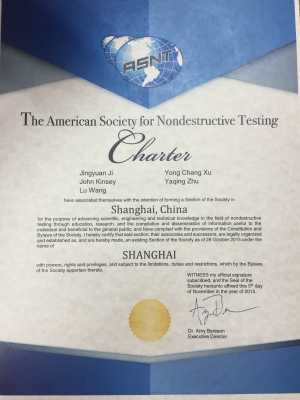 ASNT
The American Society for Nondestructive Testing
Charter
Jingyuan Ji Yong Chang Xu
John Kinsey Yaqing Zhu
Lu Wang
have associated themselves with the intention of forming a Section of the Society in
Shanghai, China
for the purpose of advancing scientific, engineering and technical knowledge in the field of nondestructive
testing through education, research, and the compilation and dissemination of information useful to the
individual and beneficial to the general public; and have complied with the provisions of the Constitution and
Bylaws of the Society. I hereby certify that said section, their associates and successors, are legally organized
and established as, and are hereby made, an existing Section of the Society as of 28 October 2015 under the
name of
SHANGHAI
with powers, rights and privileges, and subject to the limitations, duties and restrictions, which by the Bylaws
of the Society appertain thereto.
WITNESS my official signature
subscribed, and the Seal of the
Society hereunto affixed this 5th day
of November in the year of 2015.
Dr. Arny Bereson
Executive Director